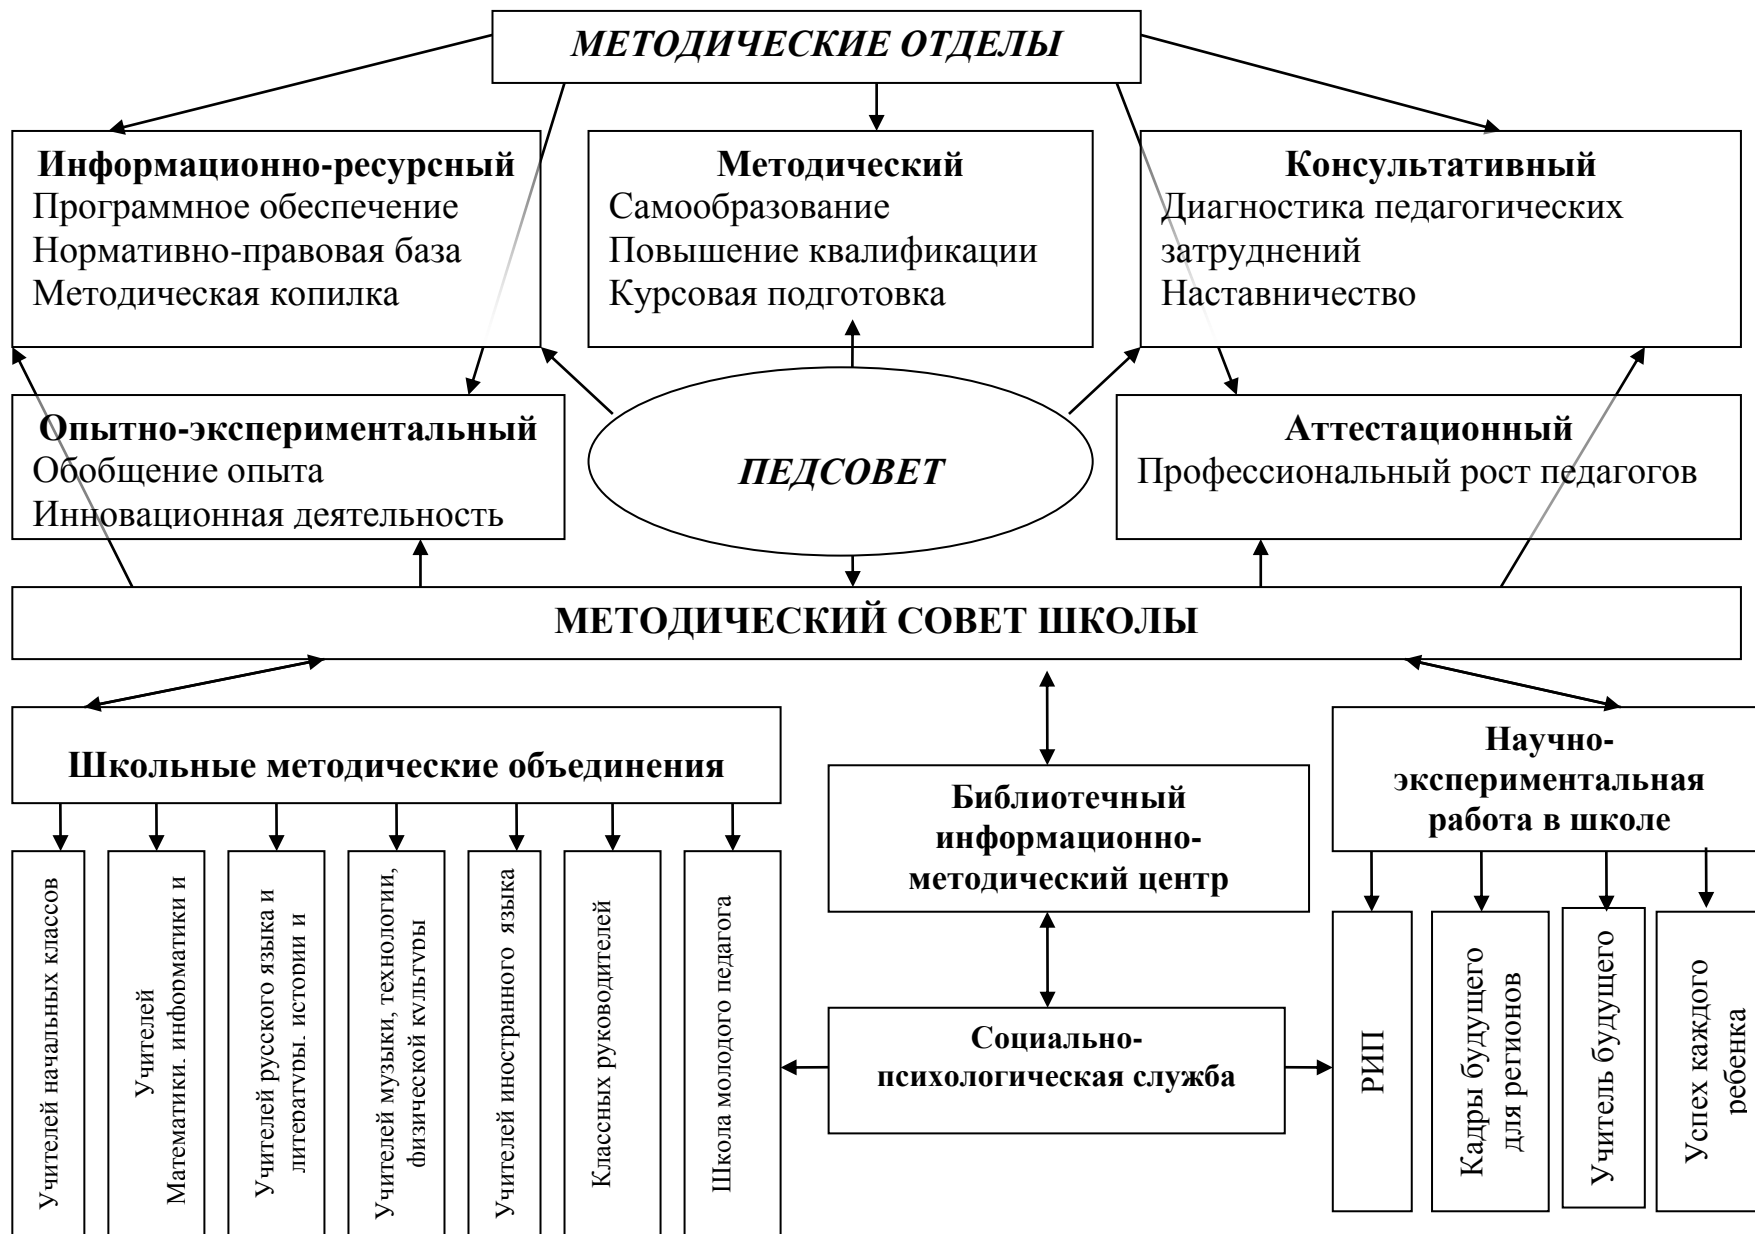 МЕТОДИЧЕСКИЕ ОТДЕЛЫ
Информационно-ресурсный
Программное обеспечение
Нормативно-правовая база
Методическая копилка
Методический
Самообразование
Повышение квалификации
Курсовая подготовка
Консультативный
Диагностика педагогических
затруднений
Наставничество
Опытно-экспериментальный
Обобщение опыта
Инновационная деятельность
ПЕДСОВЕТ
Аттестационный
Профессиональный рост педагогов
МЕТОДИЧЕСКИЙ СОВЕТ ШКОЛЫ
Школьные методические объединения
Библиотечный
информационно-
методический центр
Научно-
экспериментальная
работа в школе
Учителей начальных классов
Учителей
Математики, информатики и
Учителей русского языка и
литературы, истории и
Учителей музыки, технологии,
физической культуры
Учителей иностранного языка
Классных руководителей
Школа молодого педагога
Социально-
психологическая служба
РИП
Кадры будущего
для регионов
Учитель будущего
Успех каждого
ребенка